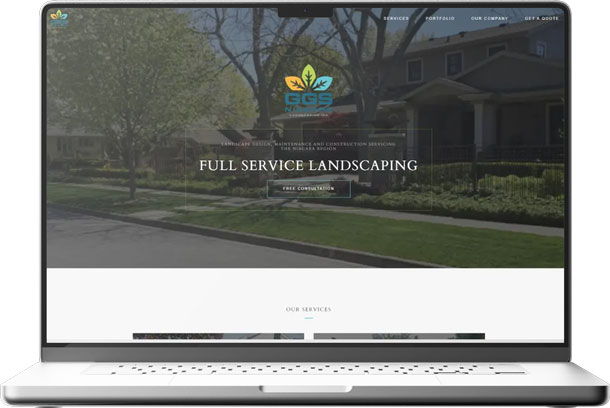 SERVICES
PORTFOLIO
OUR COMPANY
GET A QUOTE
GGS
LANDSCAPE DESIGN, MAINTENANCE AND CONSTRUCTION SERVICING
THE NIAGARA REGION
FULL SERVICE LANDSCAPING
FREE CONSULTATION
OUR SERVICES